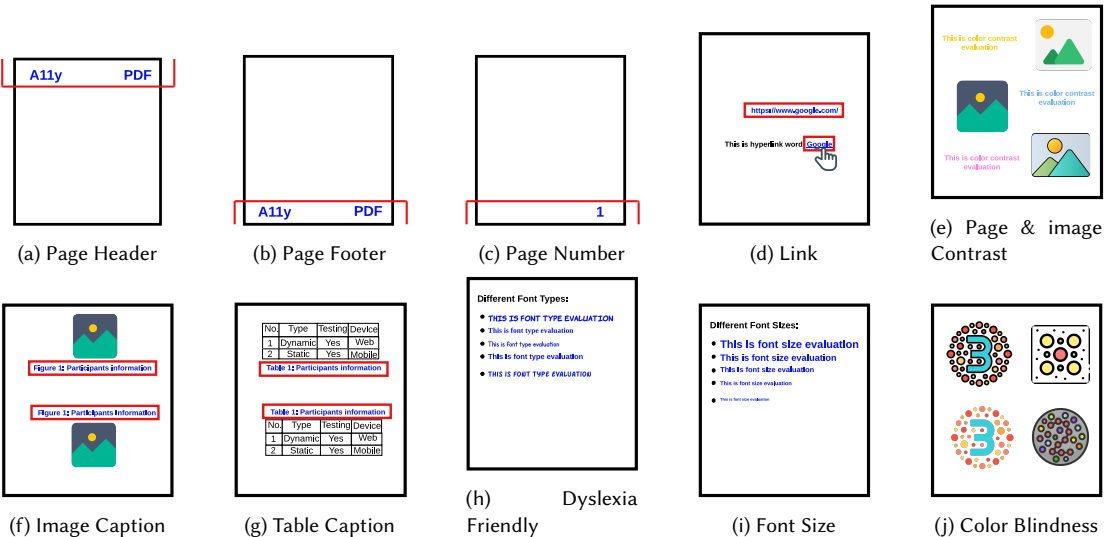 A11y PDF
(a) Page Header
A11y PDF
(b) Page Footer
1
(c) Page Number
https://www.google.com/
This is hyperlink word Google
(d) Link
This is color contrast
evaluation
This is color contrast
evaluation
This is color contrast
evaluation
(e) Page & image
Contrast
Figure 1: Participants information
Figure 1: Participants Information
(f) Image Caption
No. Type Testing Device
1 Dynamic Yes Web
2 Static Yes Mobile
Table 1: Participants information
Table 1: Participants information
No. Type Testing Device
1 Dynamic Yes Web
2 Static Yes Mobile
(g) Table Caption
Different Font Types:
THIS IS FONT TYPE EVALUATION
This is font type evaluation
This is font type evaluation
This is font type evaluation
THIS IS FONT TYPE EVALUATION
(h) Dyslexia
Friendly
Different Font Sizes:
This is font size evaluation
This is font size evaluation
This is font size evaluation
This is font size evaluation
This is font size evaluation
(i) Font Size
3
3
(j) Color Blindness